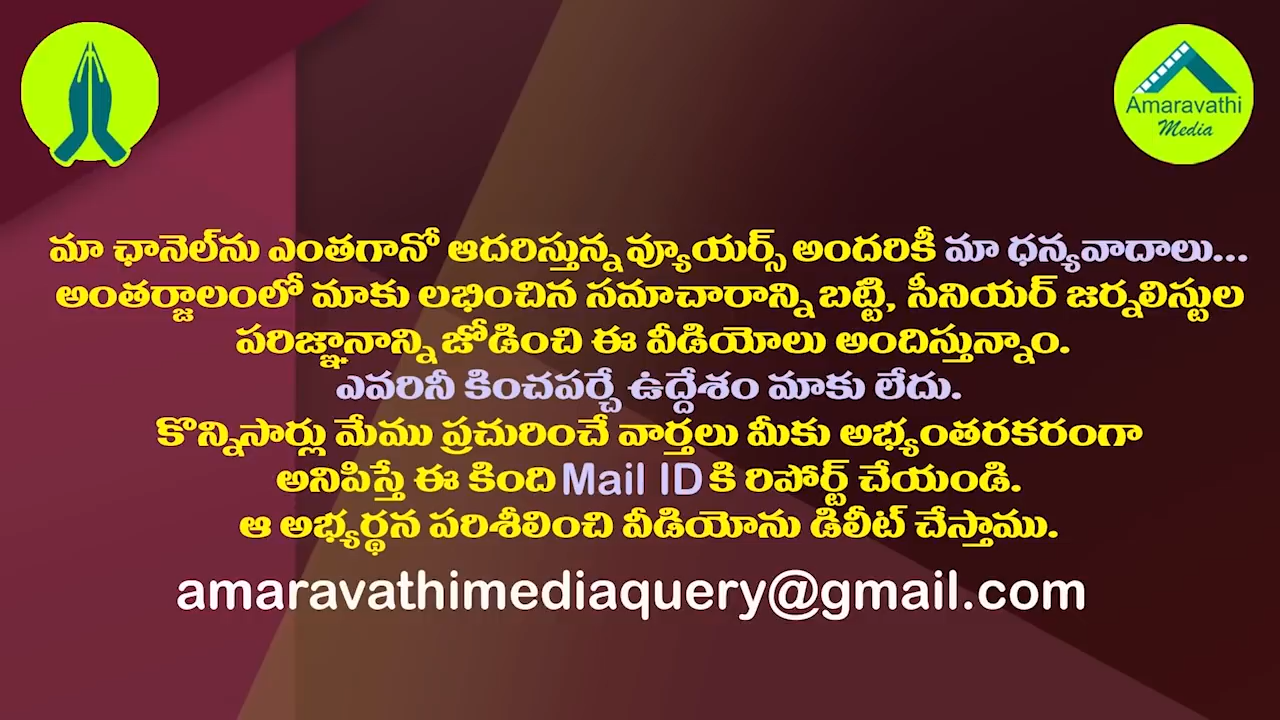 Amaravathi
Media
మా ఛానెల్‌ను ఎంతగానో ఆదరిస్తున్న వ్యూయర్స్ అందరికీ మా ధన్యవాదాలు...
అంతర్జాలంలో మాకు లభించిన సమాచారాన్ని బట్టి, సీనియర్ జర్నలిస్టుల
పరిజ్ఞానాన్ని జోడించి ఈ వీడియోలు అందిస్తున్నాం.
ఎవరినీ కించపర్చే ఉద్దేశం మాకు లేదు.
కొన్నిసార్లు మేము ప్రచురించే వార్తలు మీకు అభ్యంతరకరంగా
అనిపిస్తే ఈ కింది Mail ID కి రిపోర్ట్ చేయండి.
ఆ అభ్యర్థన పరిశీలించి వీడియోను డిలీట్ చేస్తాము.
amaravathimediaquery@gmail.com